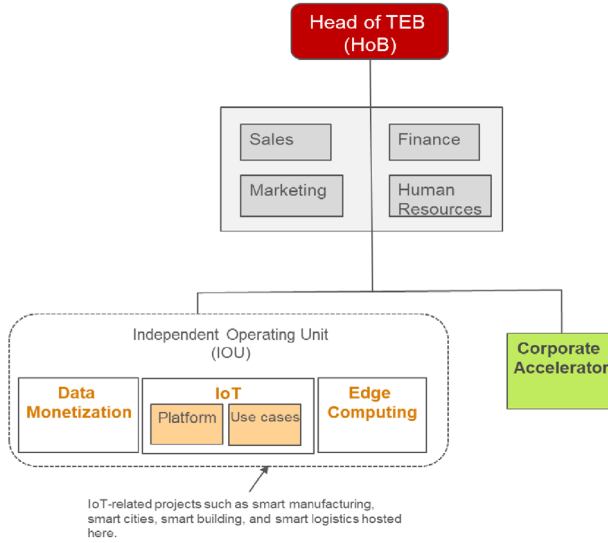 Head of TEB
(HoB)
Sales
Finance
Marketing
Human
Resources
Independent Operating Unit
(IOU)
Corporate
Accelerator
Data
Monetization
IoT
Platform
Use cases
Edge
Computing
IoT-related projects such as smart manufacturing,
smart cities, smart building, and smart logistics hosted
here.